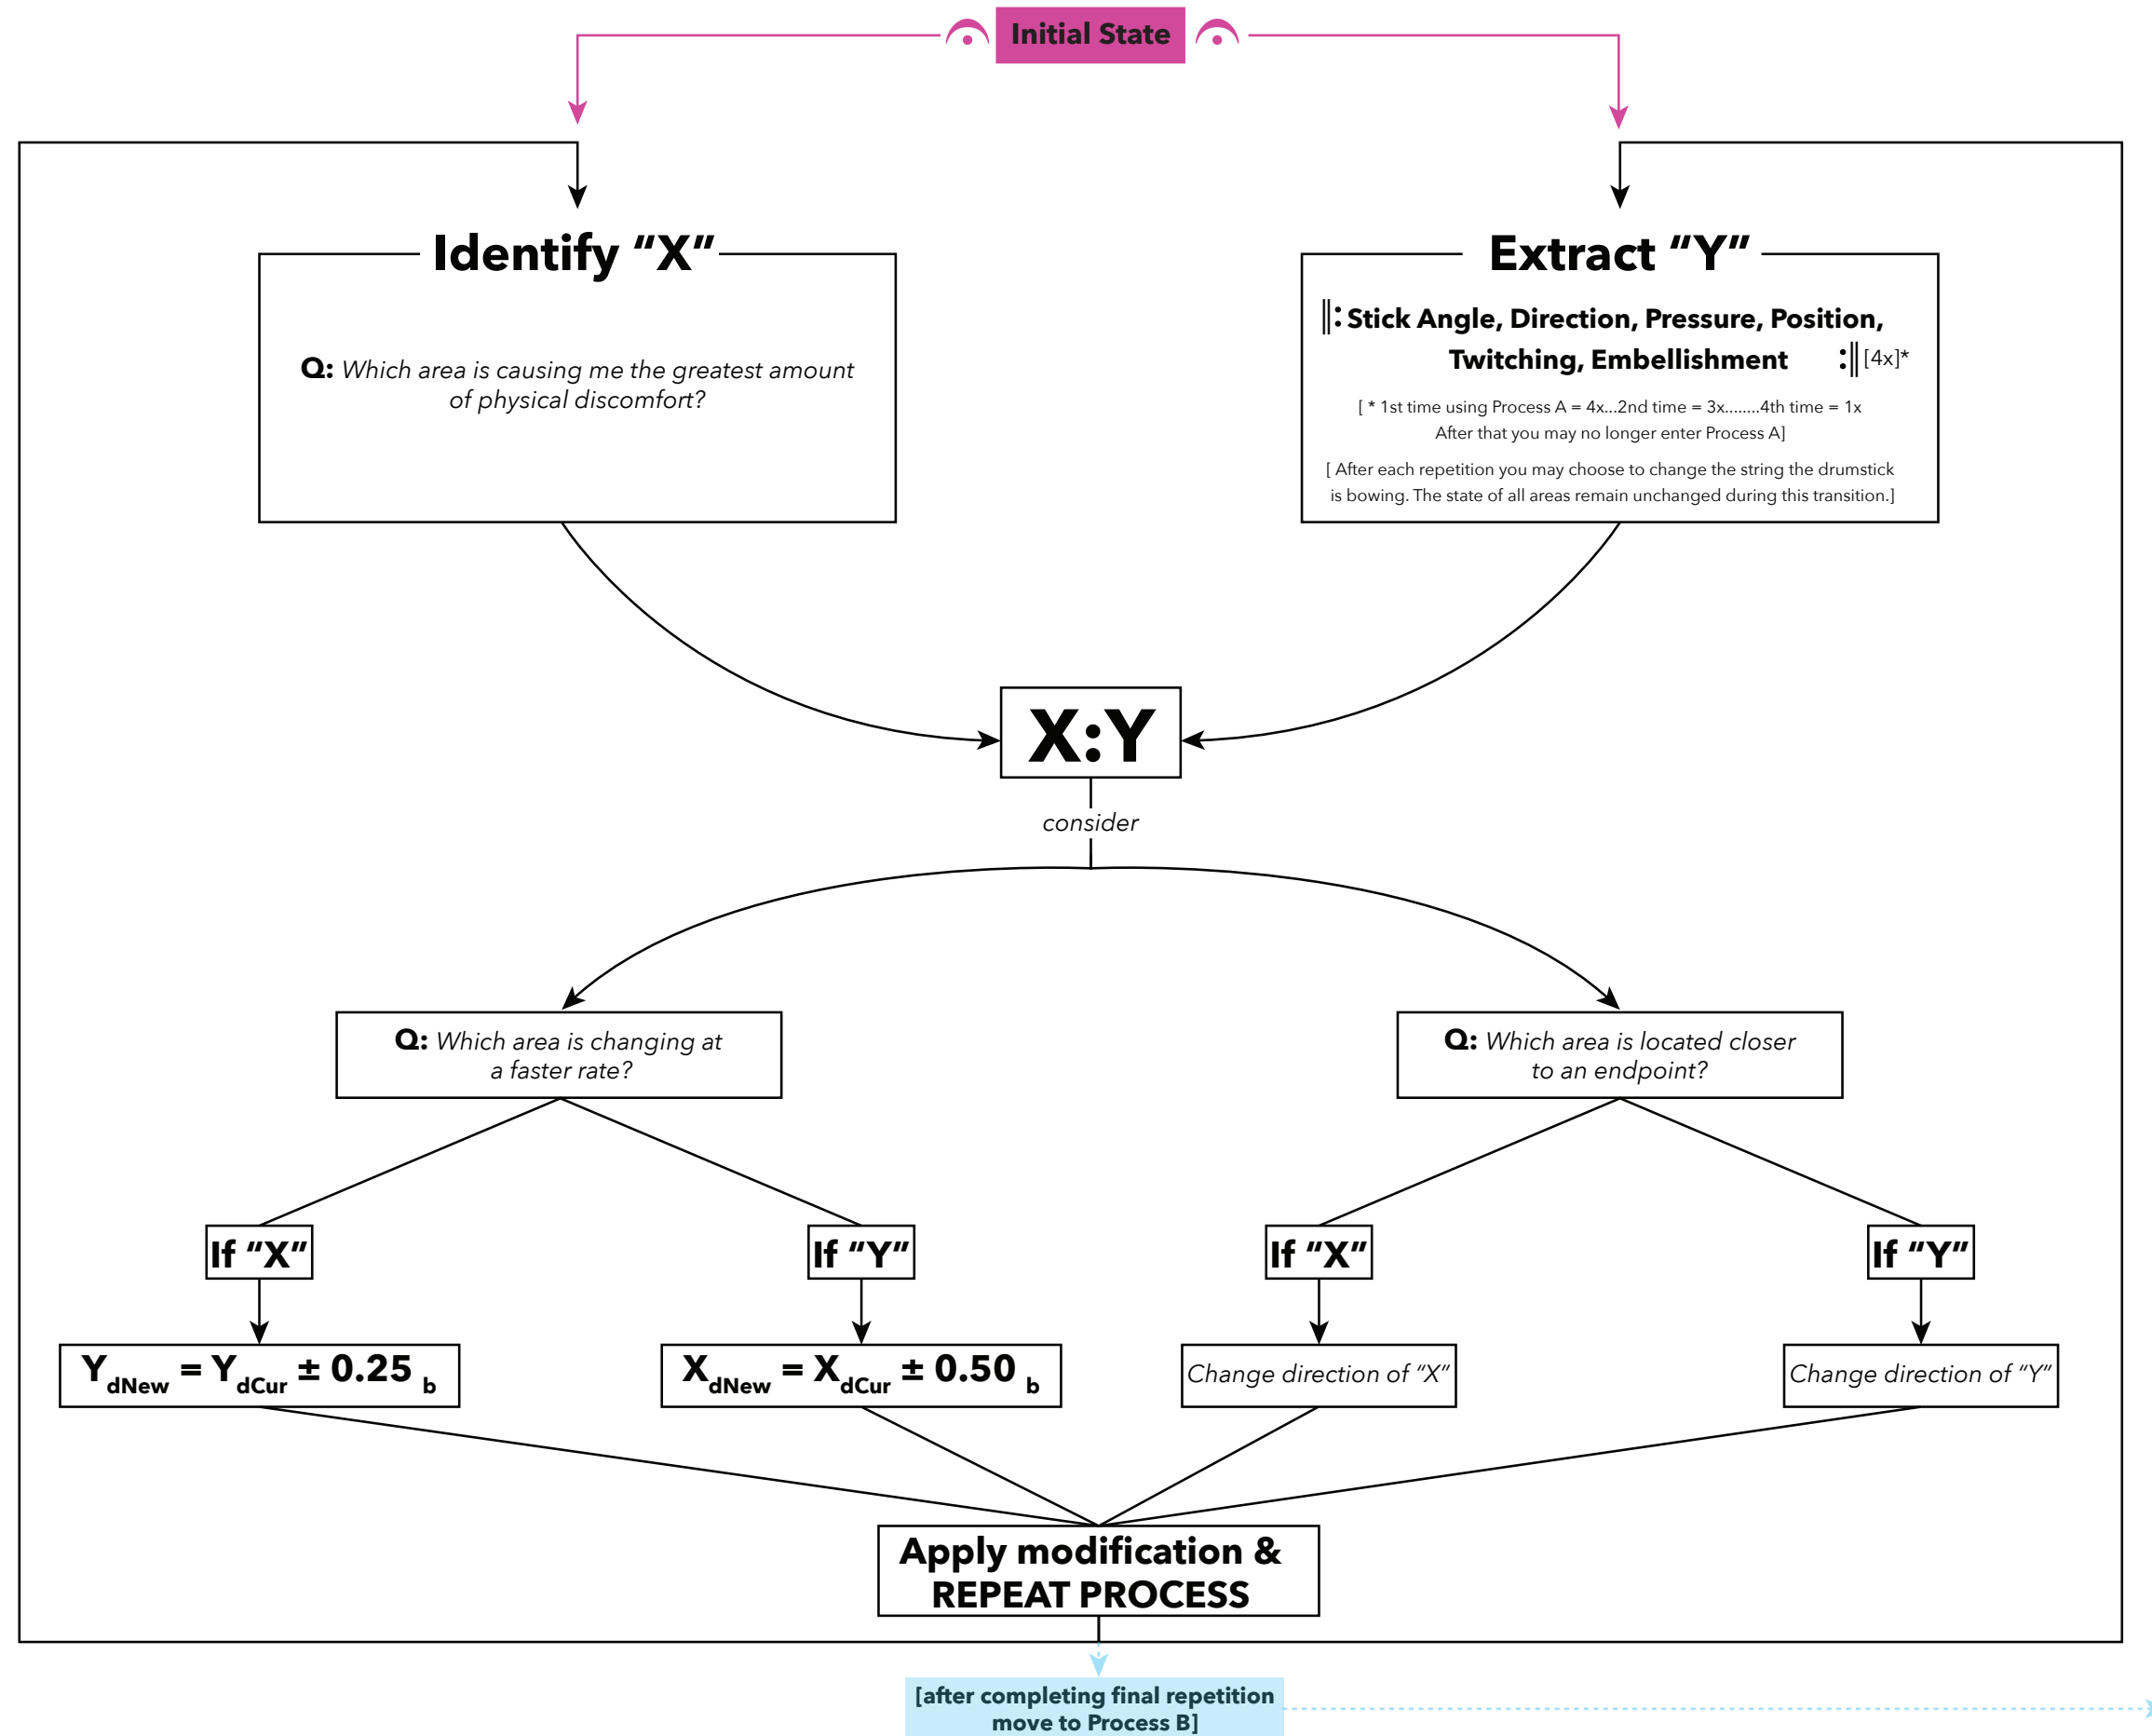 Initial State
Identify “X”
Q: Which area is causing me the greatest amount
of physical discomfort?
Extract “Y”
‖: Stick Angle, Direction, Pressure, Position,
Twitching, Embellishment :‖ [4x]*
[ * 1st time using Process A = 4x...2nd time = 3x........4th time = 1x
After that you may no longer enter Process A]
[ After each repetition you may choose to change the string the drumstick
is bowing. The state of all areas remain unchanged during this transition.]
X:Y
consider
Q: Which area is changing at
a faster rate?
Q: Which area is located closer
to an endpoint?
If “X”
If “Y”
If “X”
If “Y”
YdNew = YdCur ± 0.25 b
XdNew = XdCur ± 0.50 b
Change direction of “X”
Change direction of “Y”
Apply modification &
REPEAT PROCESS
[after completing final repetition
move to Process B]